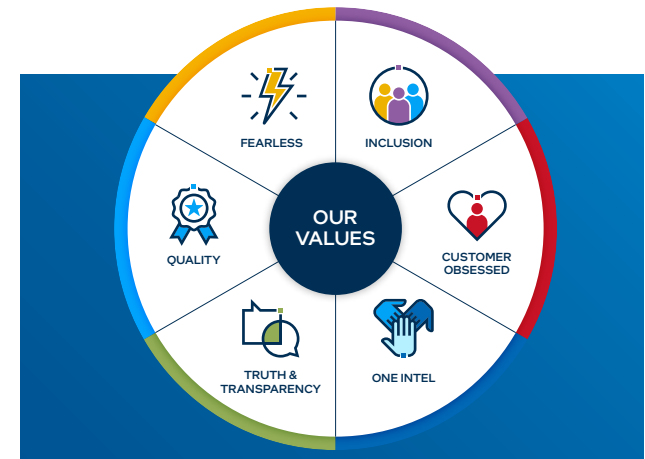 FEARLESS
INCLUSION
QUALITY
OUR
VALUES
CUSTOMER
OBSESSED
TRUTH &
TRANSPARENCY
ONE INTEL